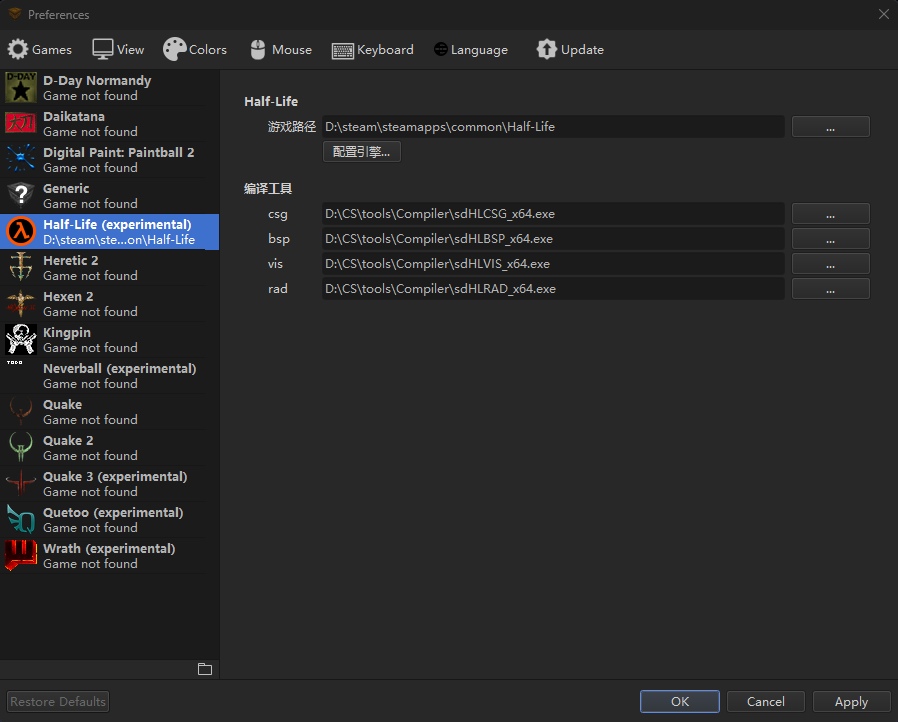 Preferences
Games View Colors Mouse Keyboard Language Update
D-DAY
D-Day Normandy
Game not found
Daikatana
Game not found
Digital Paint: Paintball 2
Game not found
Generic
Game not found
Half-Life (experimental)
D:\steam\ste...on\Half-Life
Heretic 2
Game not found
Hexen 2
Game not found
Kingpin
Game not found
TODO
Neverball (experimental)
Game not found
Quake
Game not found
Quake 2
Game not found
Quake 3 (experimental)
Game not found
Quetoo (experimental)
Game not found
Wrath (experimental)
Game not found
Half-Life
游戏路径 D:\steam\steamapps\common\Half-Life ...
配置引擎...
编译工具
csg D:\CS\tools\Compiler\sdHLCSG_x64.exe ...
bsp D:\CS\tools\Compiler\sdHLBSP_x64.exe ...
vis D:\CS\tools\Compiler\sdHLVIS_x64.exe ...
rad D:\CS\tools\Compiler\sdHLRAD_x64.exe ...
Restore Defaults OK Cancel Apply